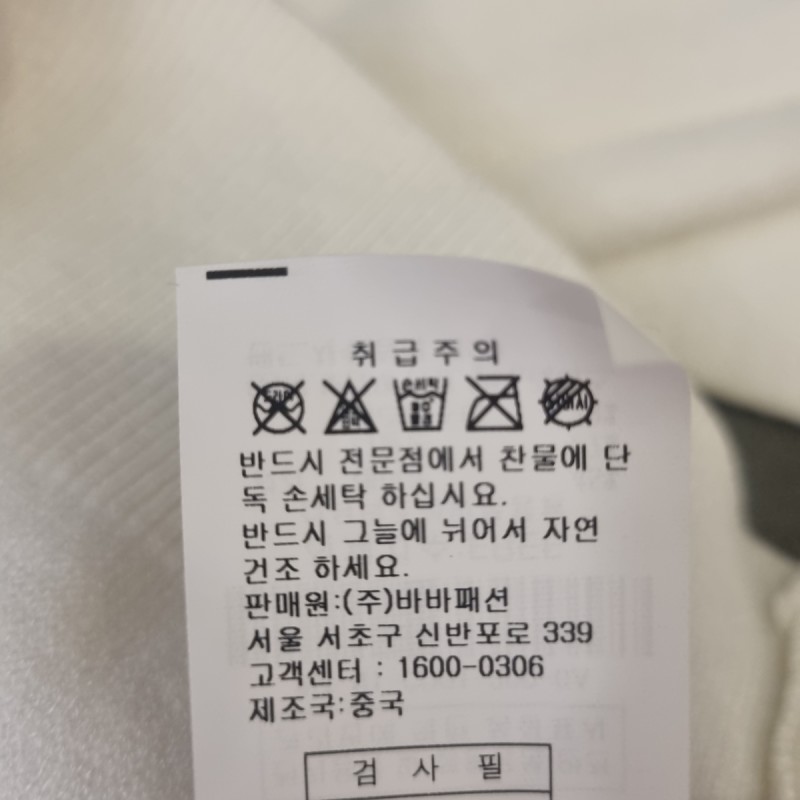 취급주의
반드시 전문점에서 찬물에 단
독 손세탁 하십시요.
반드시 그늘에 뉘어서 자연
건조 하세요.
판매원:(주)바바패션
서울 서초구 신반포로 339
고객센터 : 1600-0306
제조국:중국
검 사 필